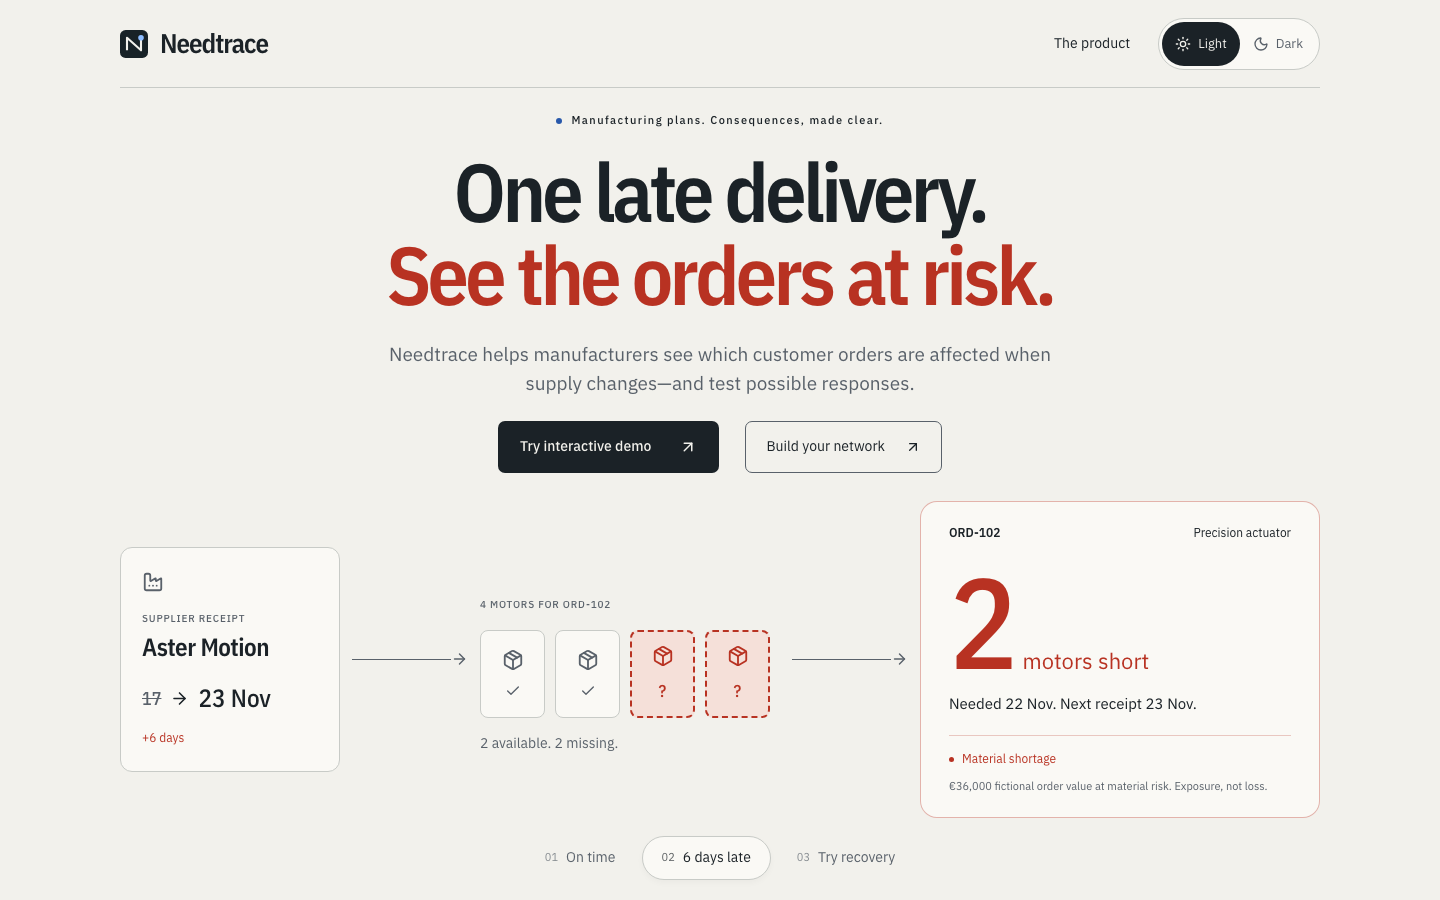 Needtrace
The product
Light
Dark
Manufacturing plans. Consequences, made clear.
One late delivery.
See the orders at risk.
Needtrace helps manufacturers see which customer orders are affected when
supply changes—and test possible responses.
Try interactive demo
Build your network
SUPPLIER RECEIPT
Aster Motion
17 → 23 Nov
+6 days
4 MOTORS FOR ORD-102
? ?
2 available. 2 missing.
ORD-102
Precision actuator
2 motors short
Needed 22 Nov. Next receipt 23 Nov.
Material shortage
€36,000 fictional order value at material risk. Exposure, not loss.
01 On time
02 6 days late
03 Try recovery